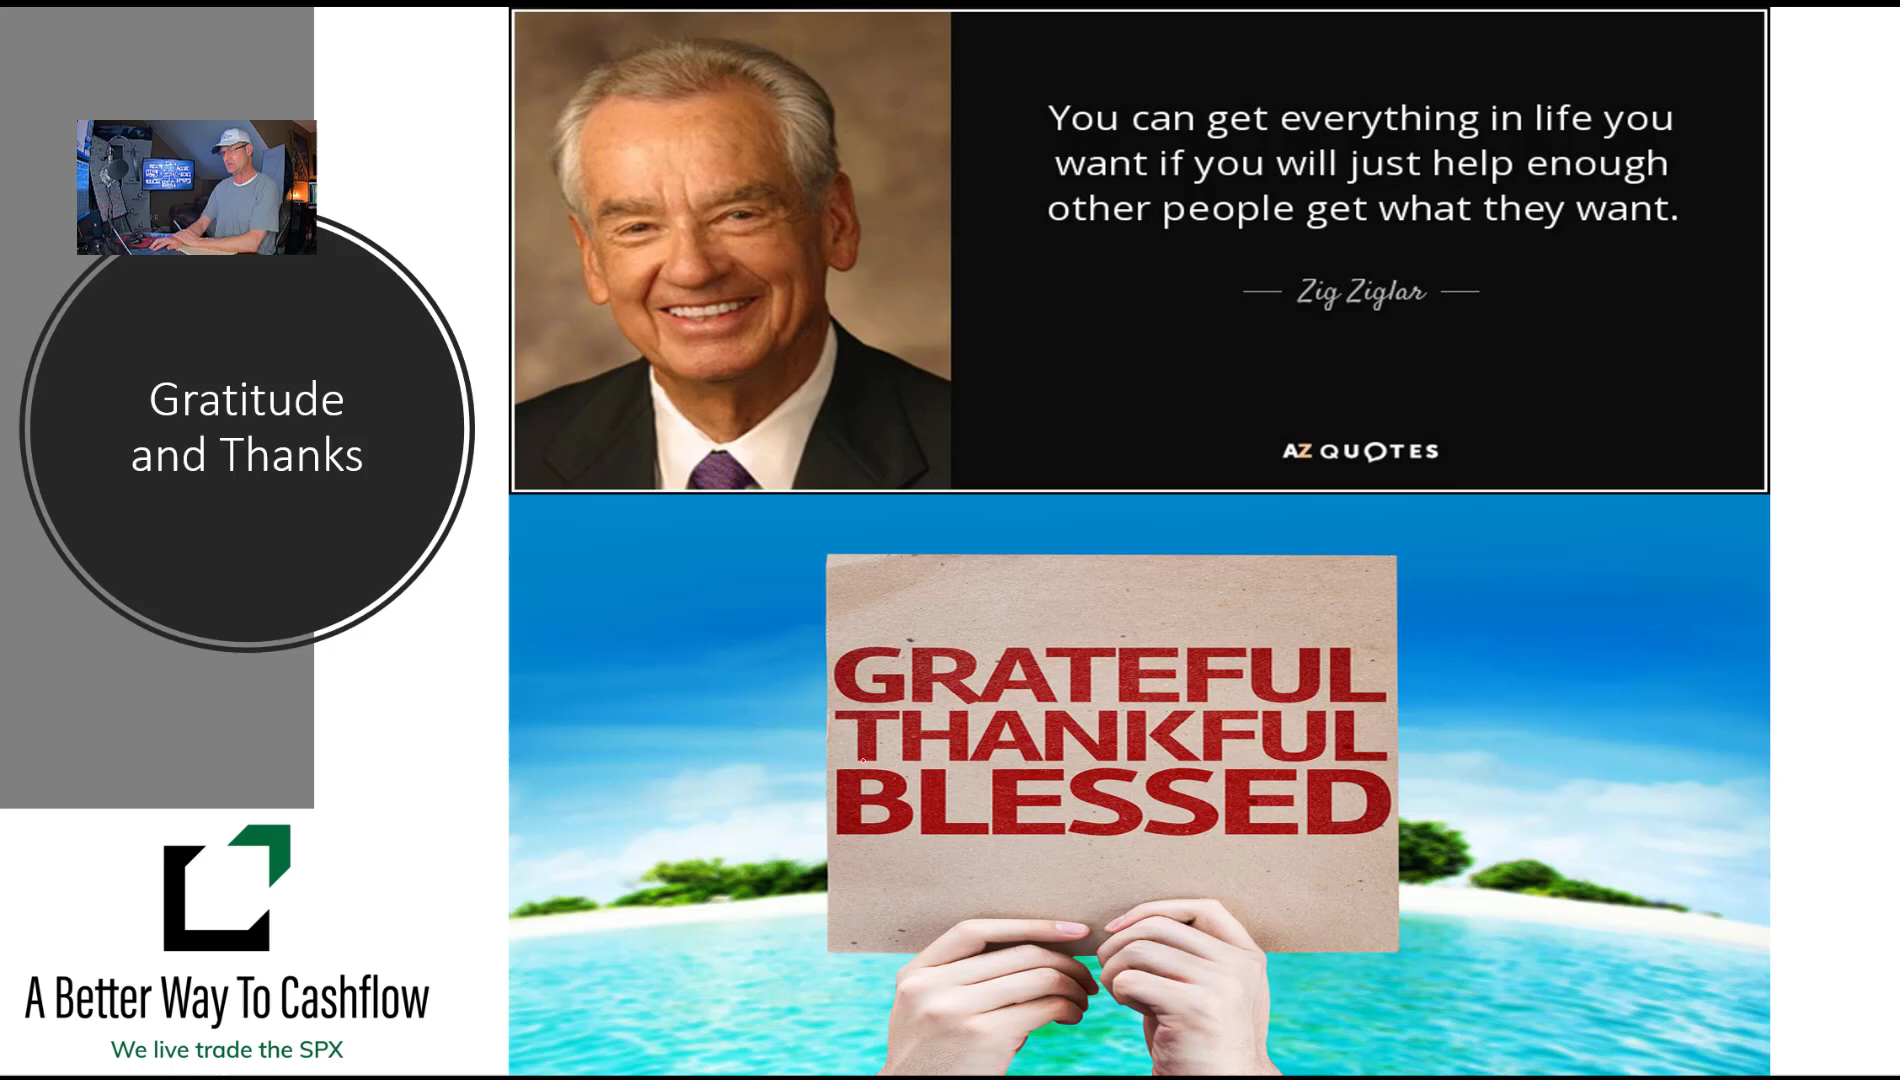 Gratitude
and Thanks
You can get everything in life you
want if you will just help enough
other people get what they want.
Zig Ziglar
AZ QUOTES
GRATEFUL
THANKFUL
BLESSED
A Better Way To Cashflow
We live trade the SPX